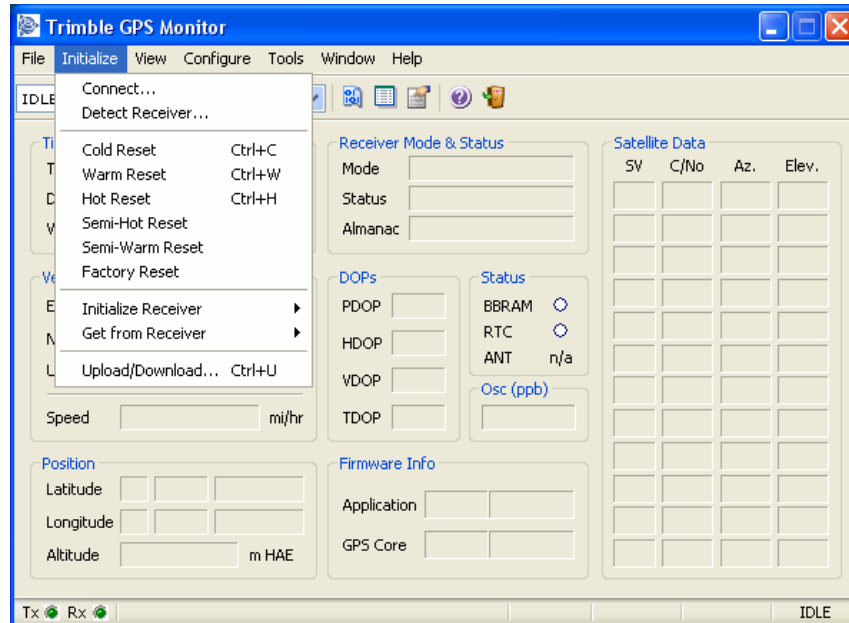 Trimble GPS Monitor
File Initialize View Configure Tools Window Help
IDLE
Connect...
Detect Receiver...
Cold Reset Ctrl+C
Warm Reset Ctrl+W
Hot Reset Ctrl+H
Semi-Hot Reset
Semi-Warm Reset
Factory Reset
Initialize Receiver
Get from Receiver
Upload/Download... Ctrl+U
Speed mi/hr
Position
Latitude
Longitude
Altitude m HAE
Receiver Mode & Status
Mode
Status
Almanac
DOPs
PDOP
HDOP
VDOP
TDOP
Status
BBRAM
RTC
ANT n/a
Osc (ppb)
Firmware Info
Application
GPS Core
Satellite Data
SV C/No Az. Elev.
Tx Rx IDLE